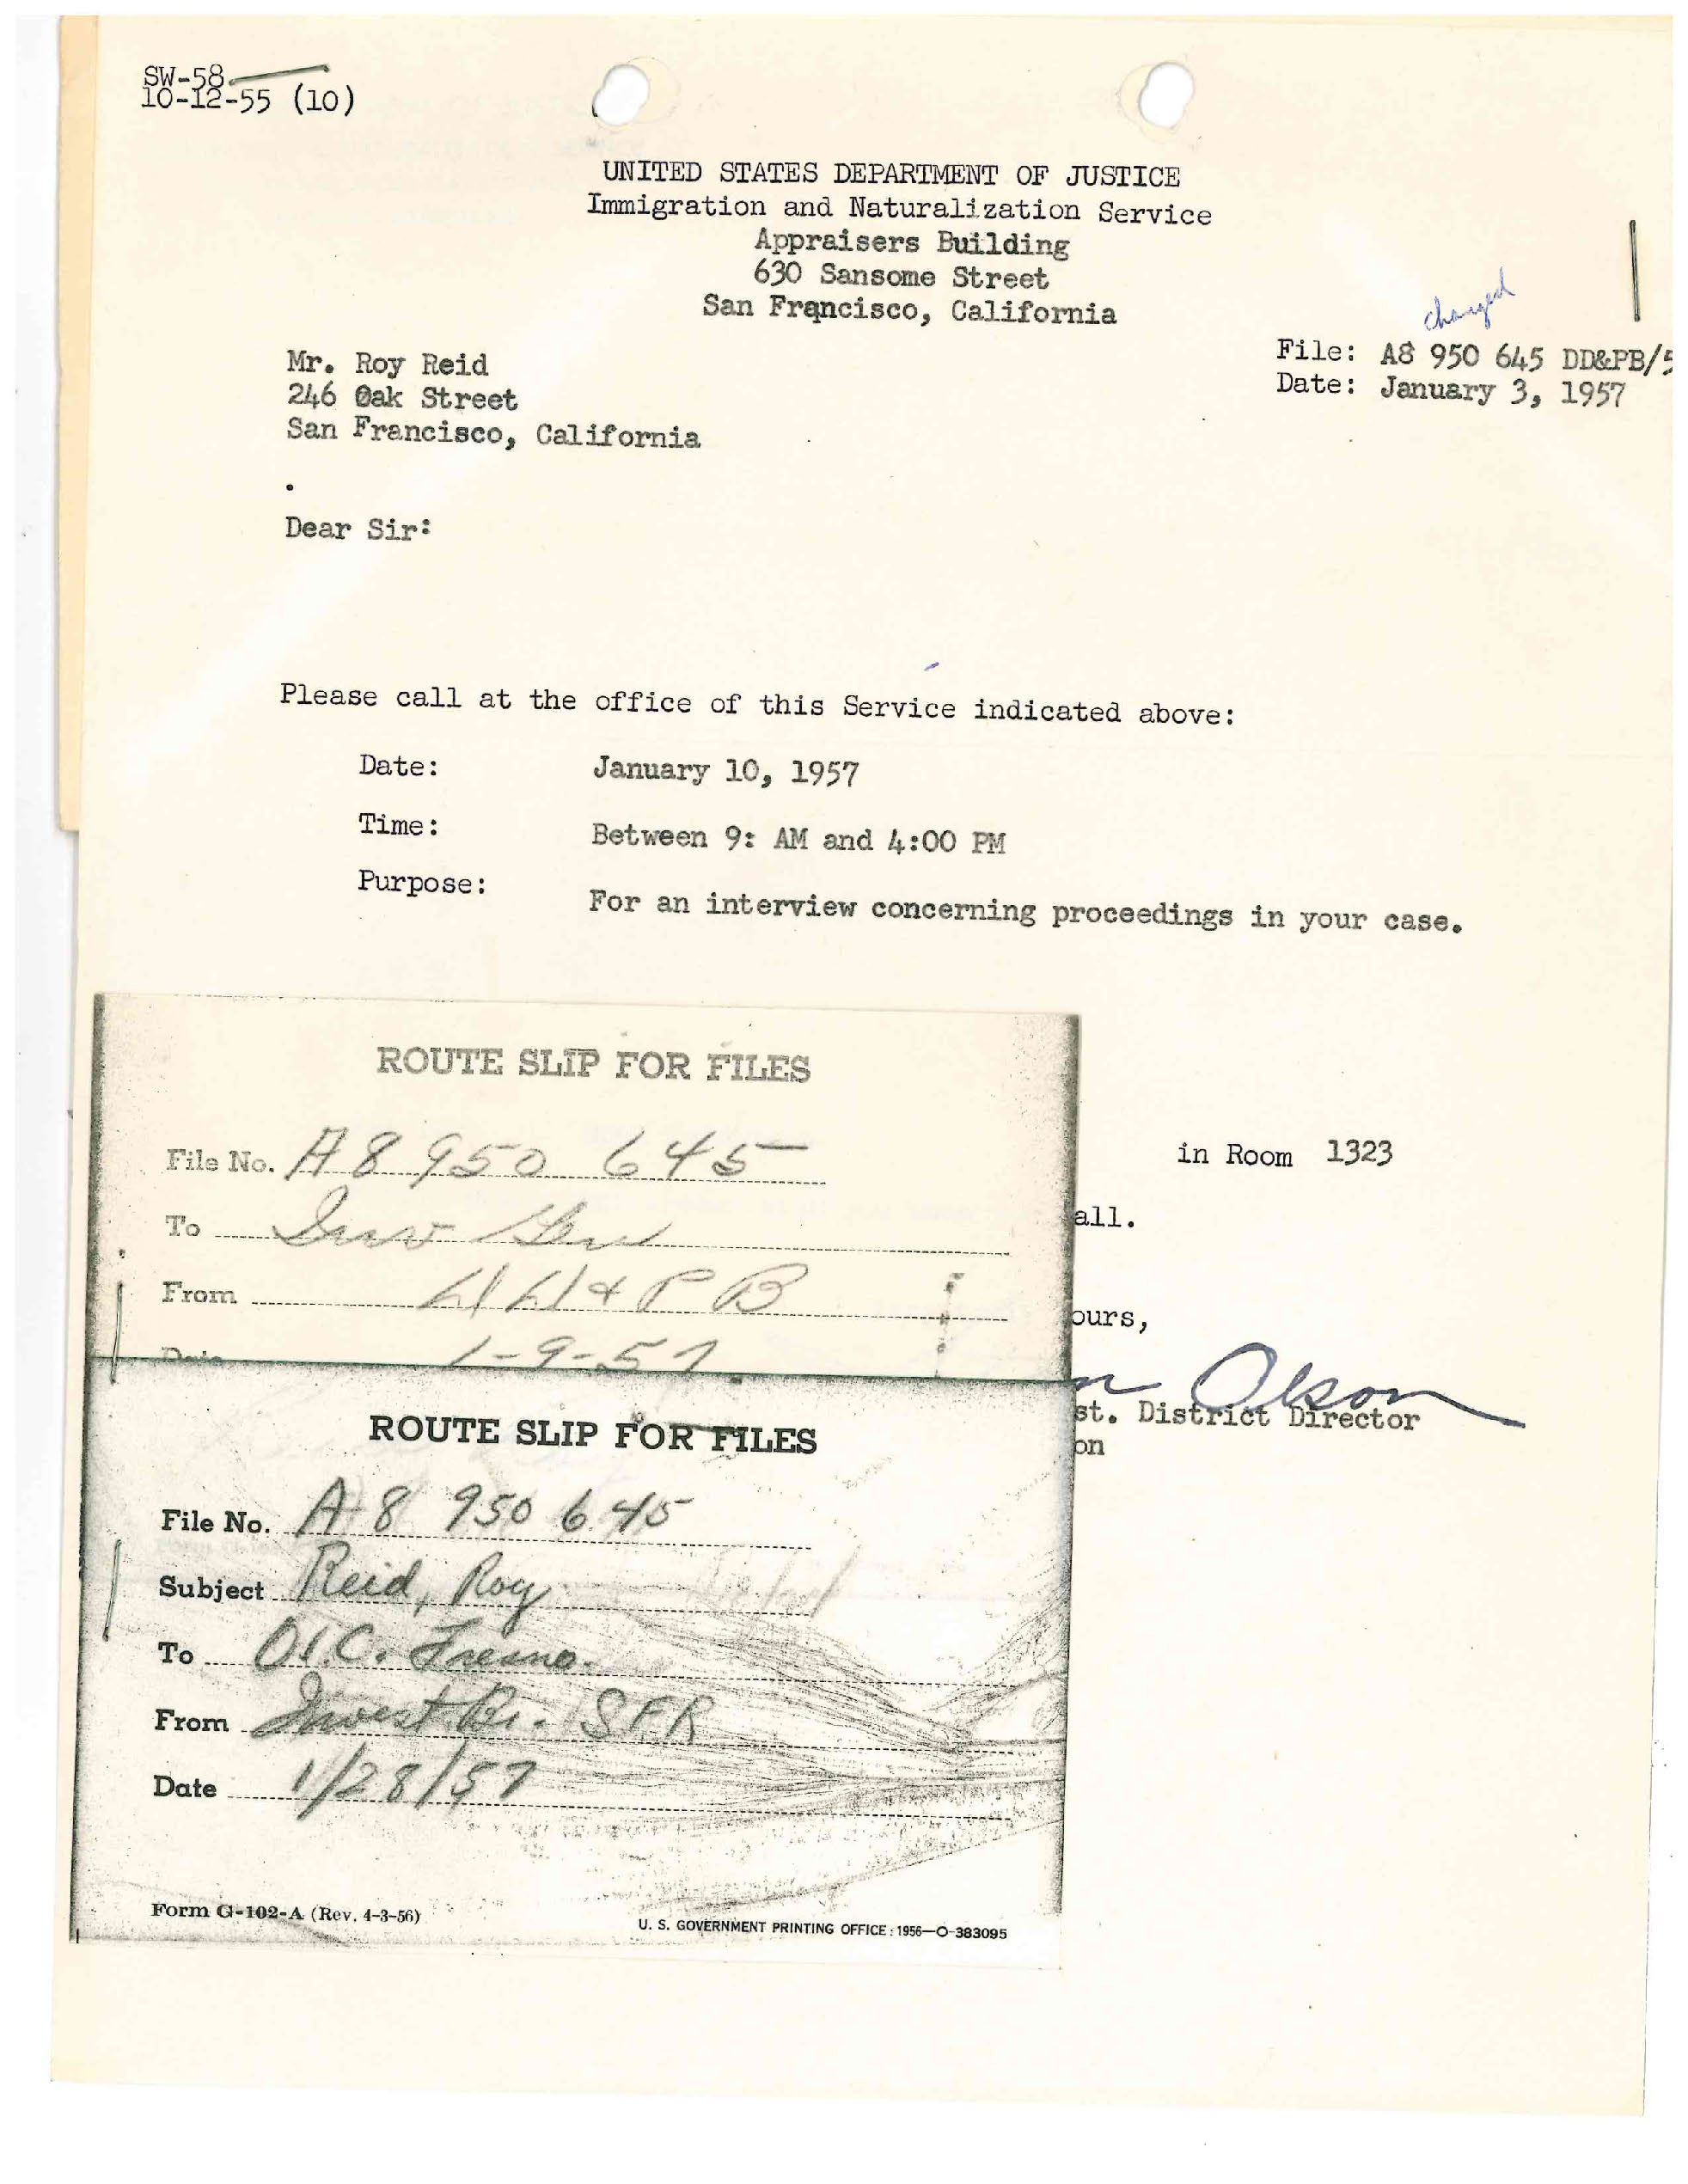 SW-58
10-12-55 (10)
UNITED STATES DEPARTMENT OF JUSTICE
Immigration and Naturalization Service
Appraisers Building
630 Sansome Street
San Francisco, California
changed
File: A8 950 645 DD&PB/5
Date: January 3, 1957
Mr. Roy Reid
246 Oak Street
San Francisco, California
.
Dear Sir:
Please call at the office of this Service indicated above:
Date: January 10, 1957
Time: Between 9: AM and 4:00 PM
Purpose: For an interview concerning proceedings in your case.
in Room 1323
all.
ours,
Olson
st. District Director
on
ROUTE SLIP FOR FILES
File No. A8 950 645
To Inv
From DD&PB
Date 1-9-57
ROUTE SLIP FOR FILES
File No. A8 950 645
Subject Reid, Roy
To O.I.C. Fresno.
From Invest. Br. SFR
Date 1/28/57
Form G-102-A (Rev. 4-3-56)
U. S. GOVERNMENT PRINTING OFFICE : 1956—O-383095